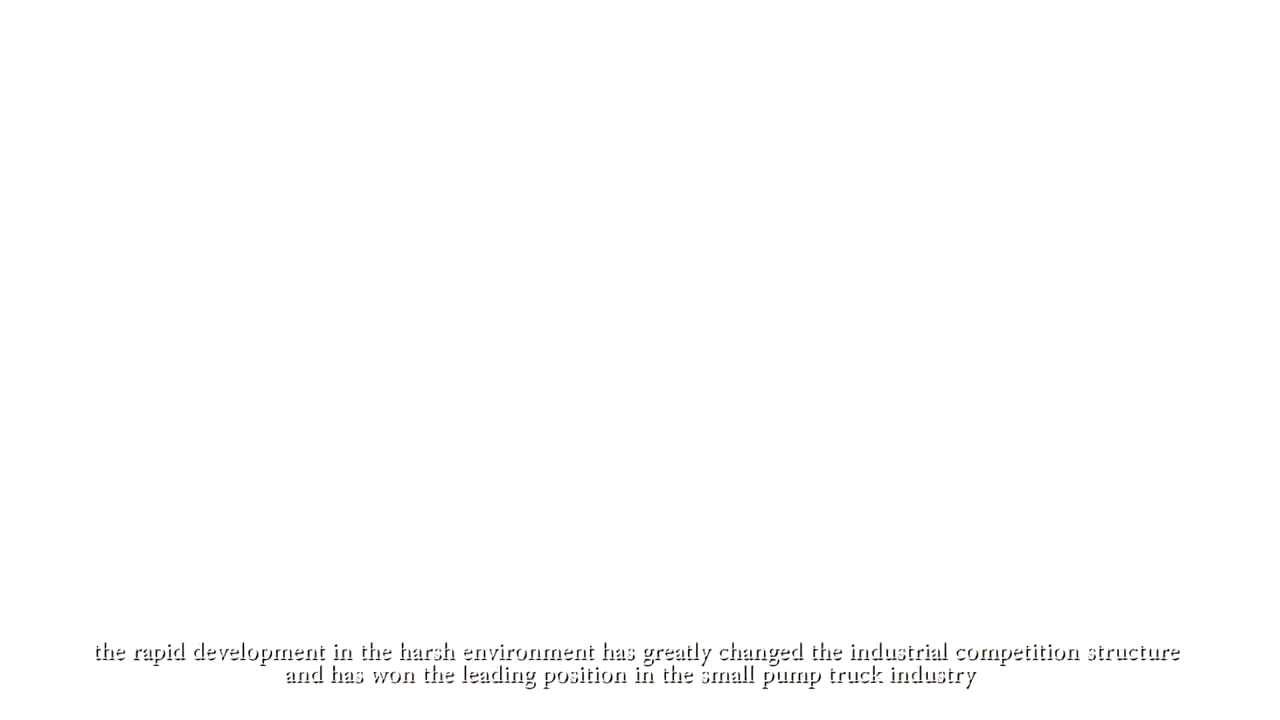 the rapid development in the harsh environment has greatly changed the industrial competition structure
and has won the leading position in the small pump truck industry